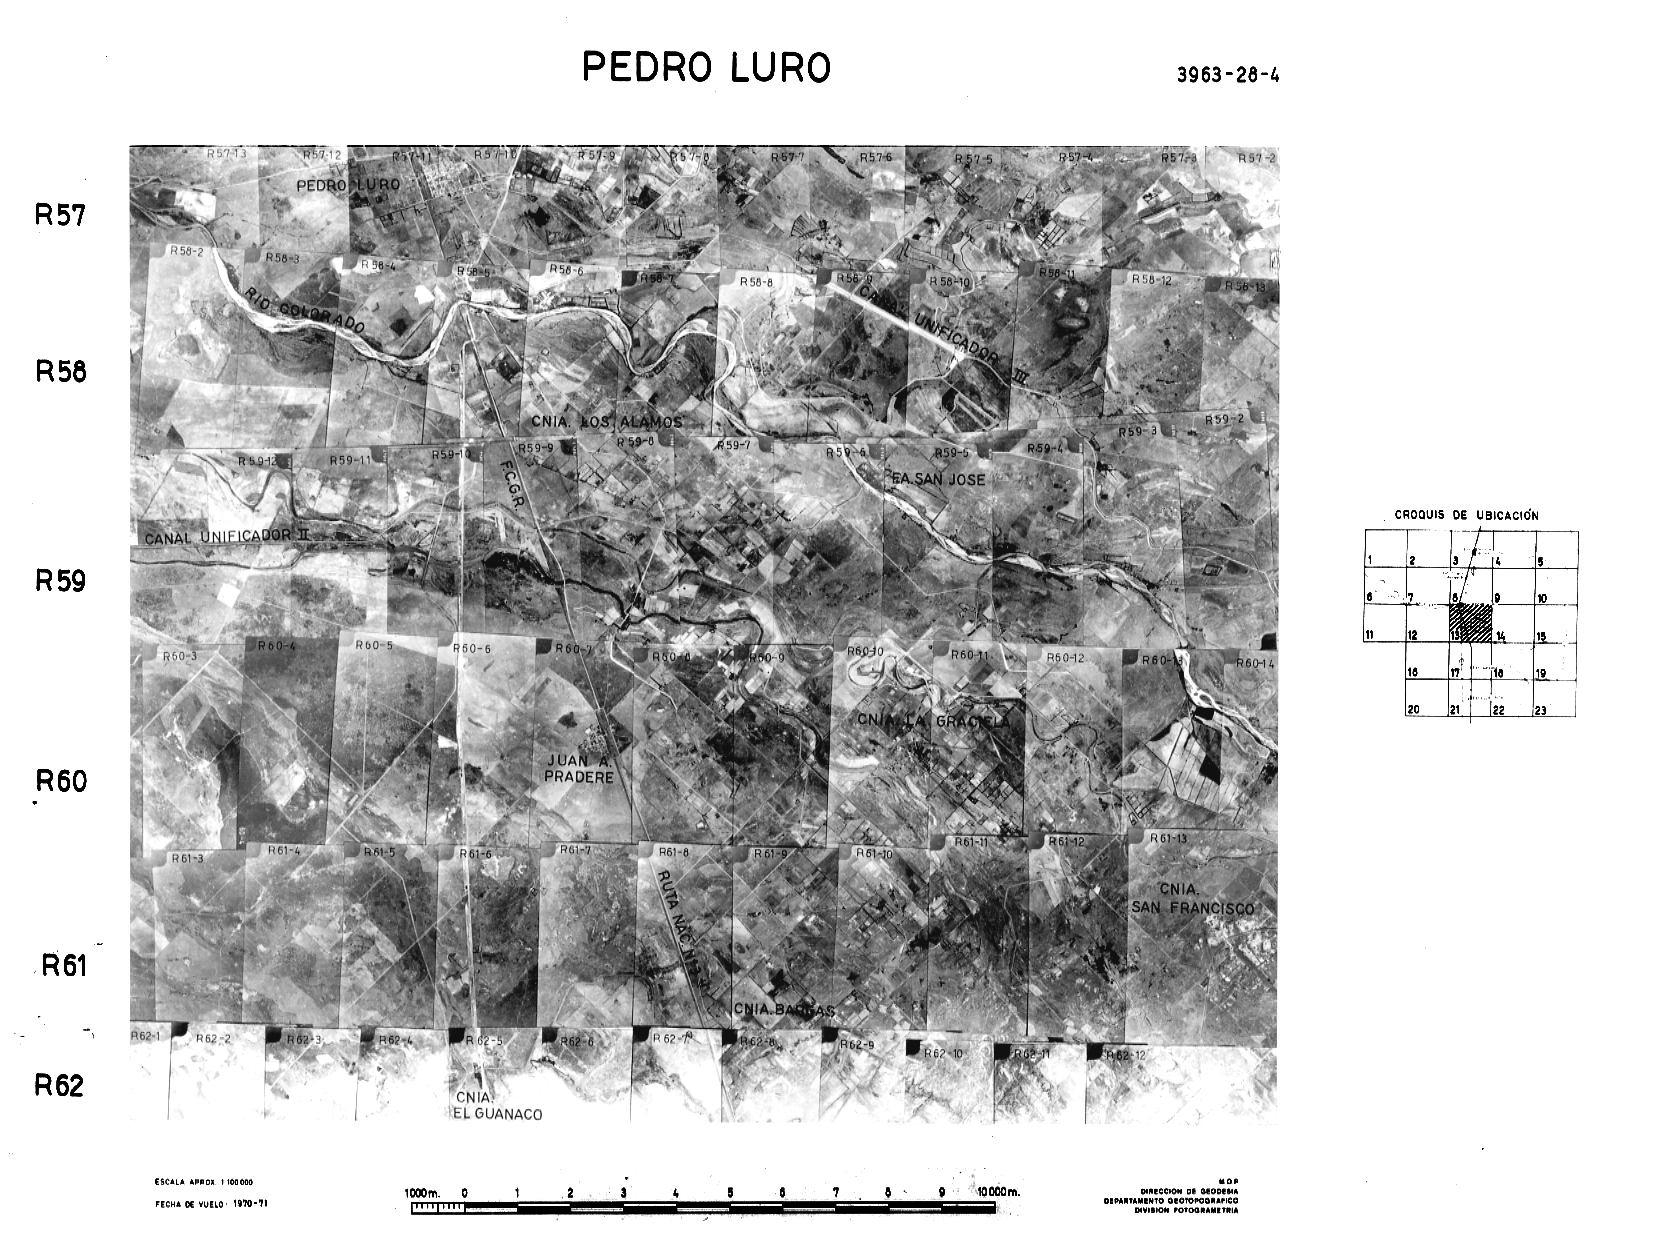 PEDRO LURO
3963-28-4
R57
R57-13 R57-12 R57-11 R57-10 R57-9 R57-8 R57-7 R57-6 R57-5 R57-4 R57-3 R57-2
PEDRO LURO
R58-2 R58-3 R58-4 R58-5 R58-6 R58-7 R58-8 R58-9 R58-10 R58-11 R58-12 R58-13
RIO COLORADO
CANAL UNIFICADOR III
R58
CNIA. LOS ALAMOS
R59-12 R59-11 R59-10 R59-9 R59-8 R59-7 R59-6 R59-5 R59-4 R59-3 R59-2
F.C.G.R.
EA. SAN JOSE
CANAL UNIFICADOR II
R59
R60-3 R60-4 R60-5 R60-6 R60-7 R60-8 R60-9 R60-10 R60-11 R60-12 R60-13 R60-14
CNIA. LA GRACIELA
JUAN A.
PRADERE
R60
R61-3 R61-4 R61-5 R61-6 R61-7 R61-8 R61-9 R61-10 R61-11 R61-12 R61-13
RUTA NAC. Nº 3
CNIA.
SAN FRANCISCO
R61
CNIA. BARGAS
R62-1 R62-2 R62-3 R62-4 R62-5 R62-6 R62-7 R62-8 R62-9 R62-10 R62-11 R62-12
R62
CNIA.
EL GUANACO
CROQUIS DE UBICACIÓN
1 2 3 4 5
6 7 8 9 10
11 12 13 14 15
16 17 18 19
20 21 22 23
ESCALA APROX. 1:100000
FECHA DE VUELO: 1970-71
1000m. 0 1 2 3 4 5 6 7 8 9 10000m.
M.O.P.
DIRECCION DE GEODESIA
DEPARTAMENTO GEOTOPOGRAFICO
DIVISION FOTOGRAMETRIA